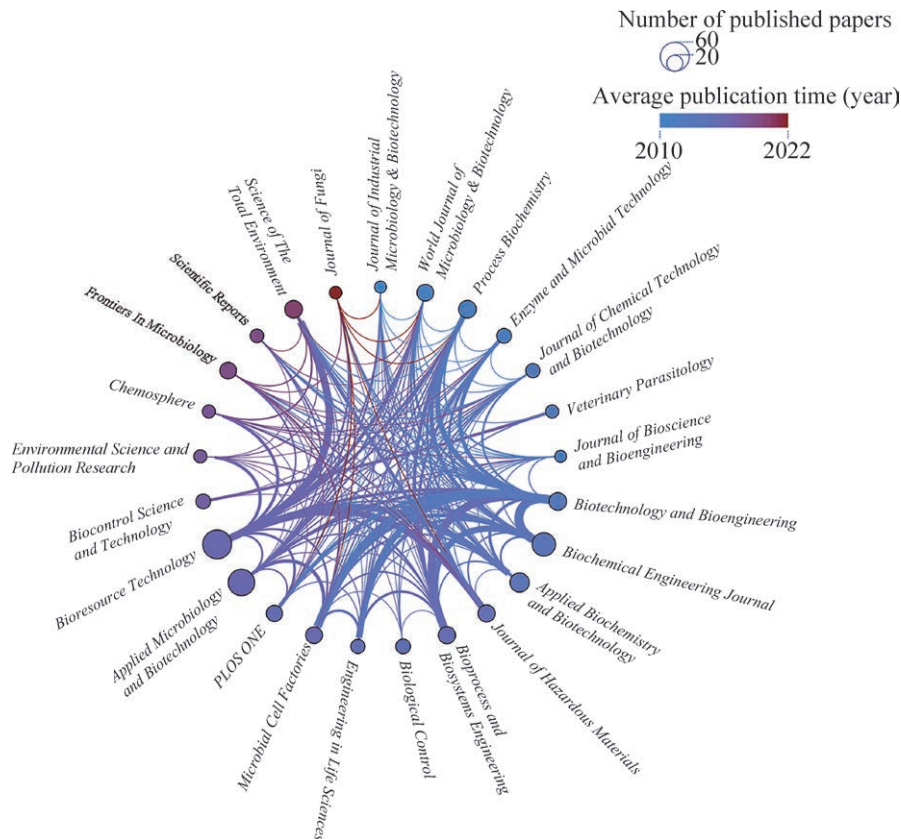 Number of published papers
60
20
Average publication time (year)
2010
2022
Science of The
Total Environment
Journal of Fungi
Journal of Industrial
Microbiology & Biotechnology
World Journal of
Microbiology & Biotechnology
Process Biochemistry
Enzyme and Microbial Technology
Journal of Chemical Technology
and Biotechnology
Veterinary Parasitology
Journal of Bioscience
and Bioengineering
Biotechnology and Bioengineering
Biochemical Engineering Journal
Applied Biochemistry
and Biotechnology
Journal of Hazardous Materials
Bioprocess and
Biosystems Engineering
Biological Control
Engineering in Life Sciences
Microbial Cell Factories
PLOS ONE
Applied Microbiology
and Biotechnology
Bioresource Technology
Biocontrol Science
and Technology
Environmental Science and
Pollution Research
Chemosphere
Frontiers In Microbiology
Scientific Reports